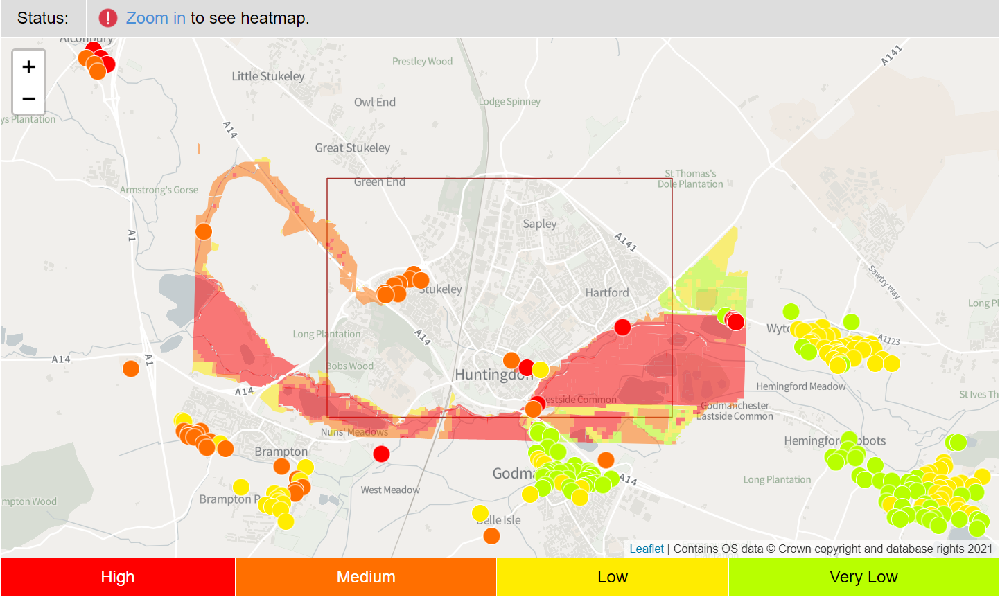 Status:
Zoom in to see heatmap.
Alconbury
+
−
Little Stukeley
Prestley Wood
A141
Owl End
Lodge Spinney
ys Plantation
A14
Great Stukeley
Green End
St Thomas's
Dole Plantation
Armstrong's Gorse
A1
Sapley
A141
Sawtry Way
Stukeley
Hartford
Long Pl
Long Plantation
A14
Wyt
A1123
A14
A1
Bobs Wood
Huntingdon
Hemingford Meadow
A14
St Ives Th
estside Common
Godmanchester
Eastside Common
Nuns' Meadows
Hemingford Abbots
Brampton
Godma
A14
Long Plantation
West Meadow
Brampton P
mpton Wood
Belle Isle
Plantation
Leaflet | Contains OS data © Crown copyright and database rights 2021
High
Medium
Low
Very Low